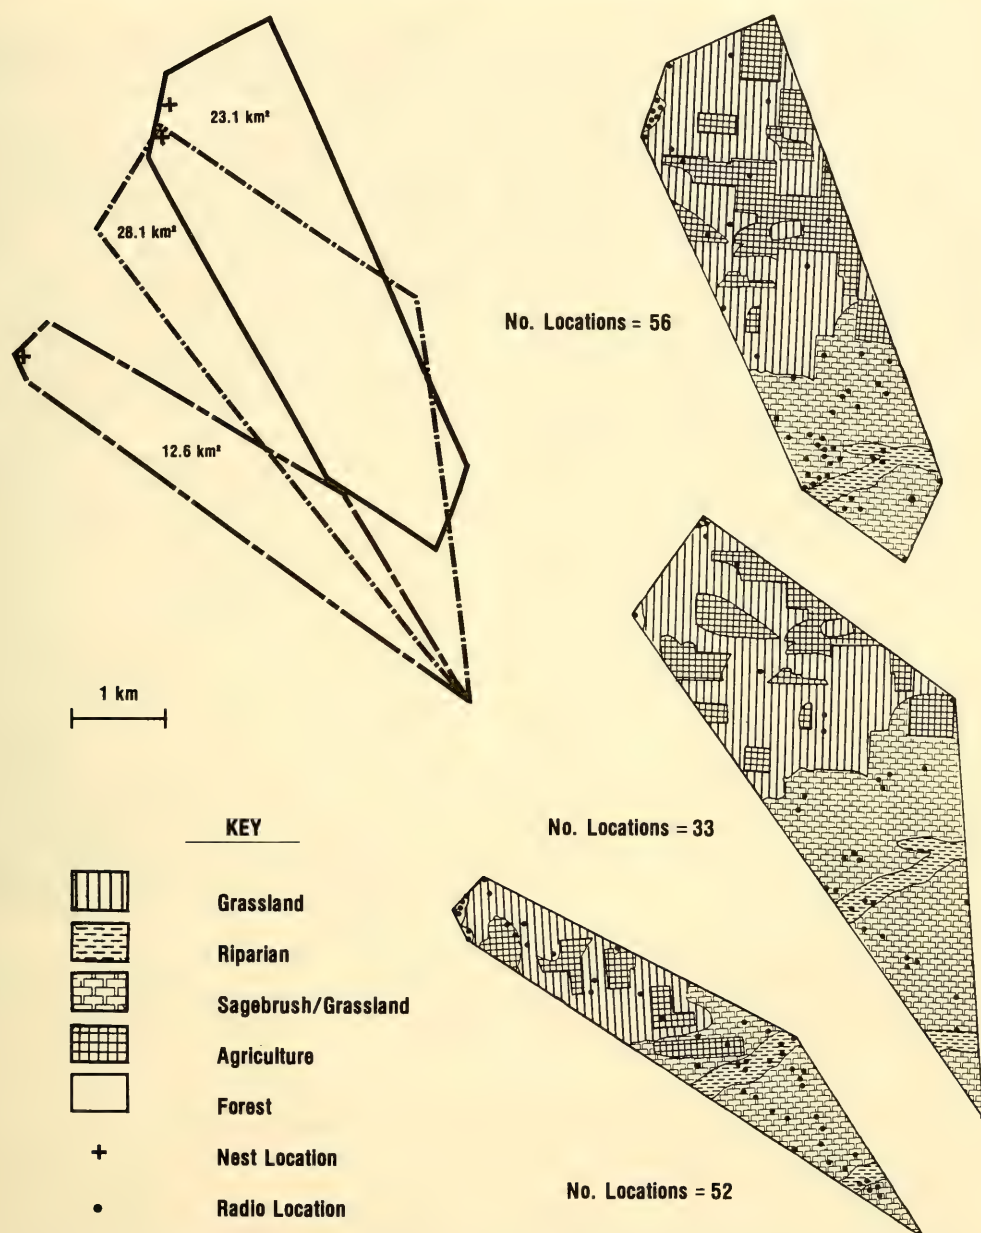 23.1 km²
28.1 km²
12.6 km²
1 km
No. Locations = 56
No. Locations = 33
No. Locations = 52
KEY
Grassland
Riparian
Sagebrush/Grassland
Agriculture
Forest
+ Nest Location
• Radio Location